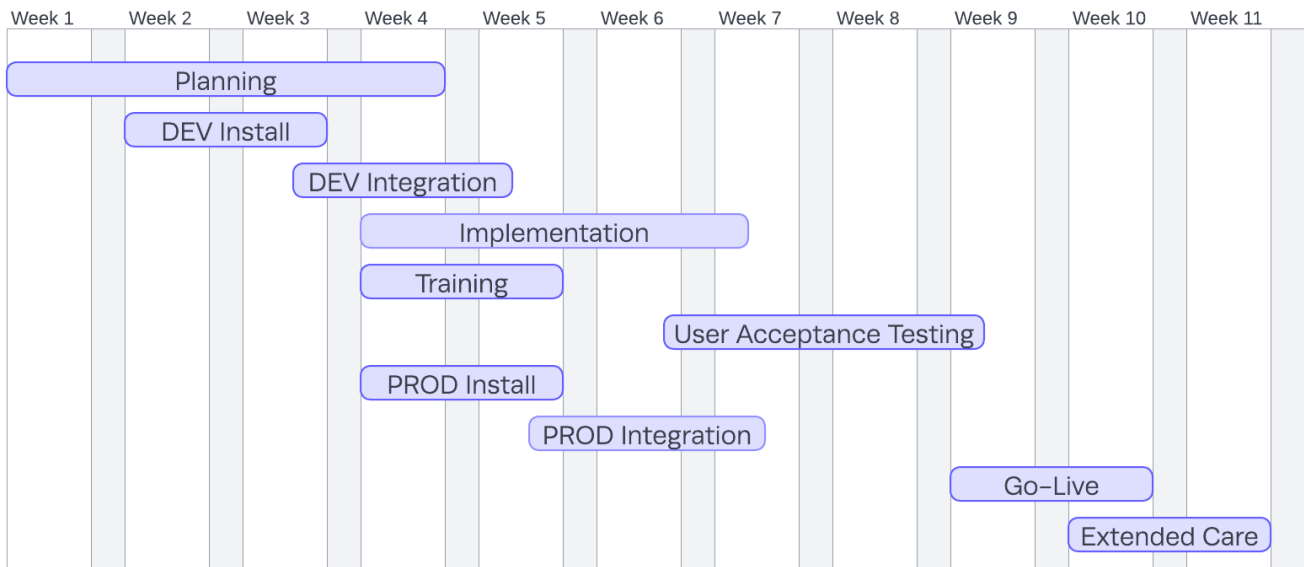 Week 1 Week 2 Week 3 Week 4 Week 5 Week 6 Week 7 Week 8 Week 9 Week 10 Week 11
Planning
DEV Install
DEV Integration
Implementation
Training
User Acceptance Testing
PROD Install
PROD Integration
Go-Live
Extended Care